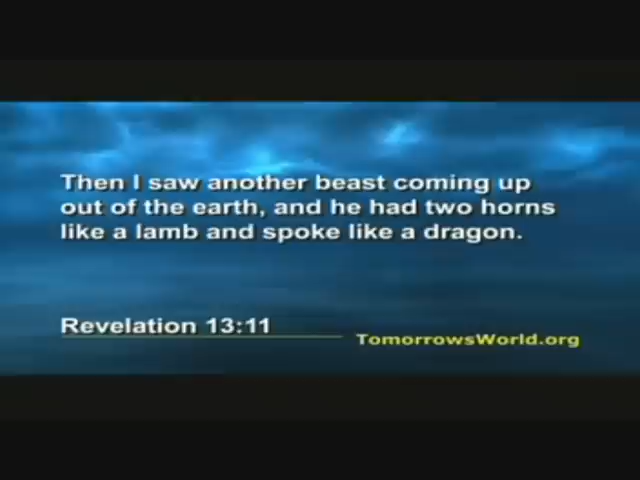 Then I saw another beast coming up
out of the earth, and he had two horns
like a lamb and spoke like a dragon.
Revelation 13:11
TomorrowsWorld.org